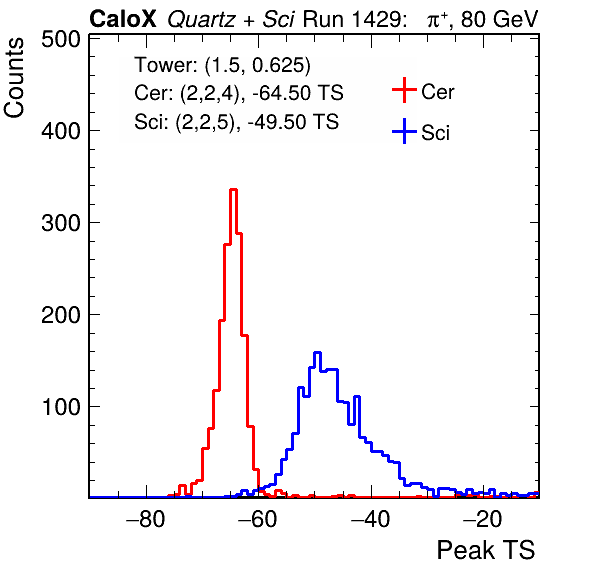 CaloX Quartz + Sci Run 1429: π⁺, 80 GeV
Counts
500
400
300
200
100
Tower: (1.5, 0.625)
Cer: (2,2,4), -64.50 TS
Sci: (2,2,5), -49.50 TS
Cer
Sci
−80 −60 −40 −20
Peak TS